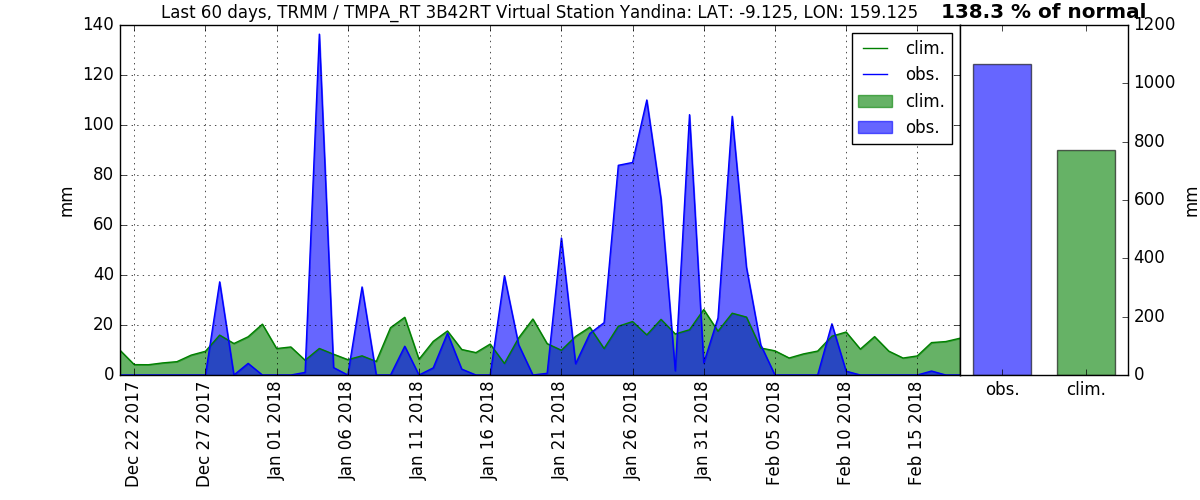 Last 60 days, TRMM / TMPA_RT 3B42RT Virtual Station Yandina: LAT: -9.125, LON: 159.125
138.3 % of normal
140
120
100
80
60
40
20
0
mm
clim.
obs.
clim.
obs.
Dec 22 2017
Dec 27 2017
Jan 01 2018
Jan 06 2018
Jan 11 2018
Jan 16 2018
Jan 21 2018
Jan 26 2018
Jan 31 2018
Feb 05 2018
Feb 10 2018
Feb 15 2018
1200
1000
800
600
400
200
0
mm
obs.
clim.